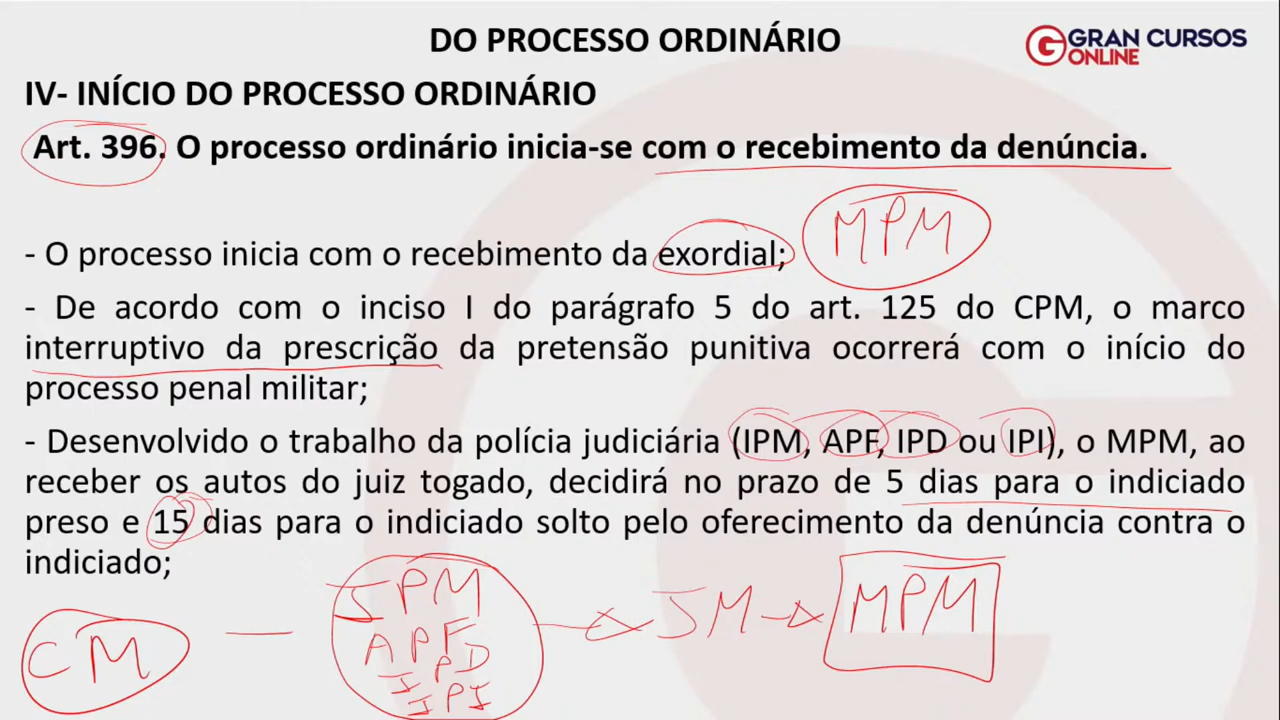 DO PROCESSO ORDINÁRIO
GRAN CURSOS
ONLINE
IV- INÍCIO DO PROCESSO ORDINÁRIO
Art. 396. O processo ordinário inicia-se com o recebimento da denúncia.
MPM
- O processo inicia com o recebimento da exordial;
- De acordo com o inciso I do parágrafo 5 do art. 125 do CPM, o marco
interruptivo da prescrição da pretensão punitiva ocorrerá com o início do
processo penal militar;
- Desenvolvido o trabalho da polícia judiciária (IPM, APF, IPD ou IPI), o MPM, ao
receber os autos do juiz togado, decidirá no prazo de 5 dias para o indiciado
preso e 15 dias para o indiciado solto pelo oferecimento da denúncia contra o
indiciado;
CM
IPM
APF
IPD
IPI
JM
MPM